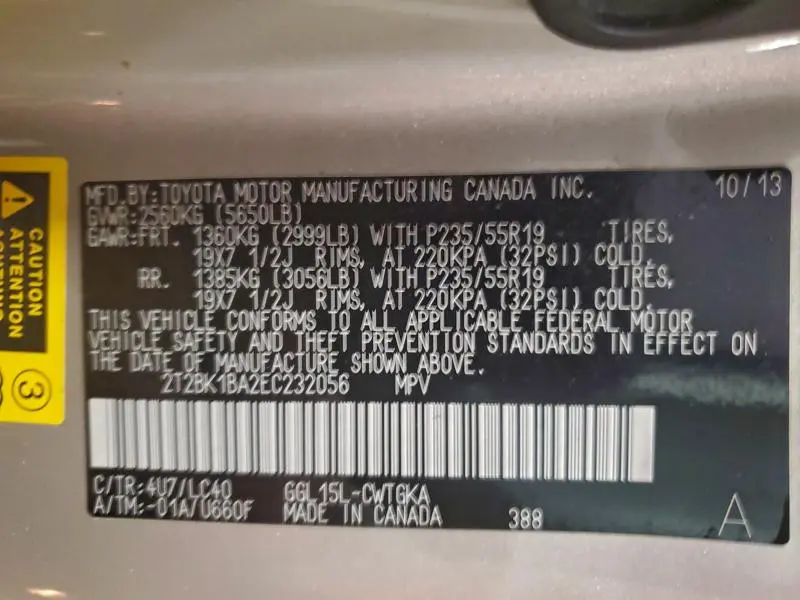 MFD.BY:TOYOTA MOTOR MANUFACTURING CANADA INC. 10/13
GVWR:2560KG (5650LB)
GAWR:FRT. 1360KG (2999LB) WITH P235/55R19 TIRES,
19X7 1/2J RIMS, AT 220KPA (32PSI) COLD.
RR. 1385KG (3056LB) WITH P235/55R19 TIRES,
19X7 1/2J RIMS, AT 220KPA (32PSI) COLD.
THIS VEHICLE CONFORMS TO ALL APPLICABLE FEDERAL MOTOR
VEHICLE SAFETY AND THEFT PREVENTION STANDARDS IN EFFECT ON
THE DATE OF MANUFACTURE SHOWN ABOVE.
2T2BK1BA2EC232056 MPV
C/TR:4U7/LC40 GGL15L-CWTGKA
A/TM:-01A/U660F MADE IN CANADA 388 A
CAUTION
ATTENTION
3